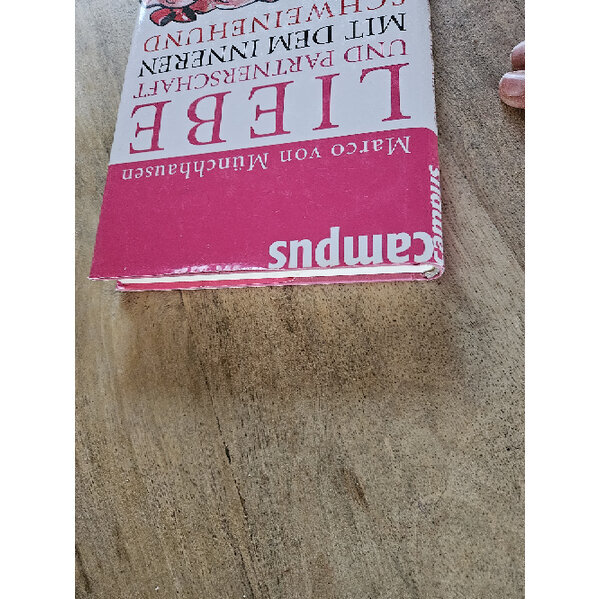 campus
Marco von Münchhausen
LIEBE
UND PARTNERSCHAFT
MIT DEM INNEREN
SCHWEINEHUND
campus